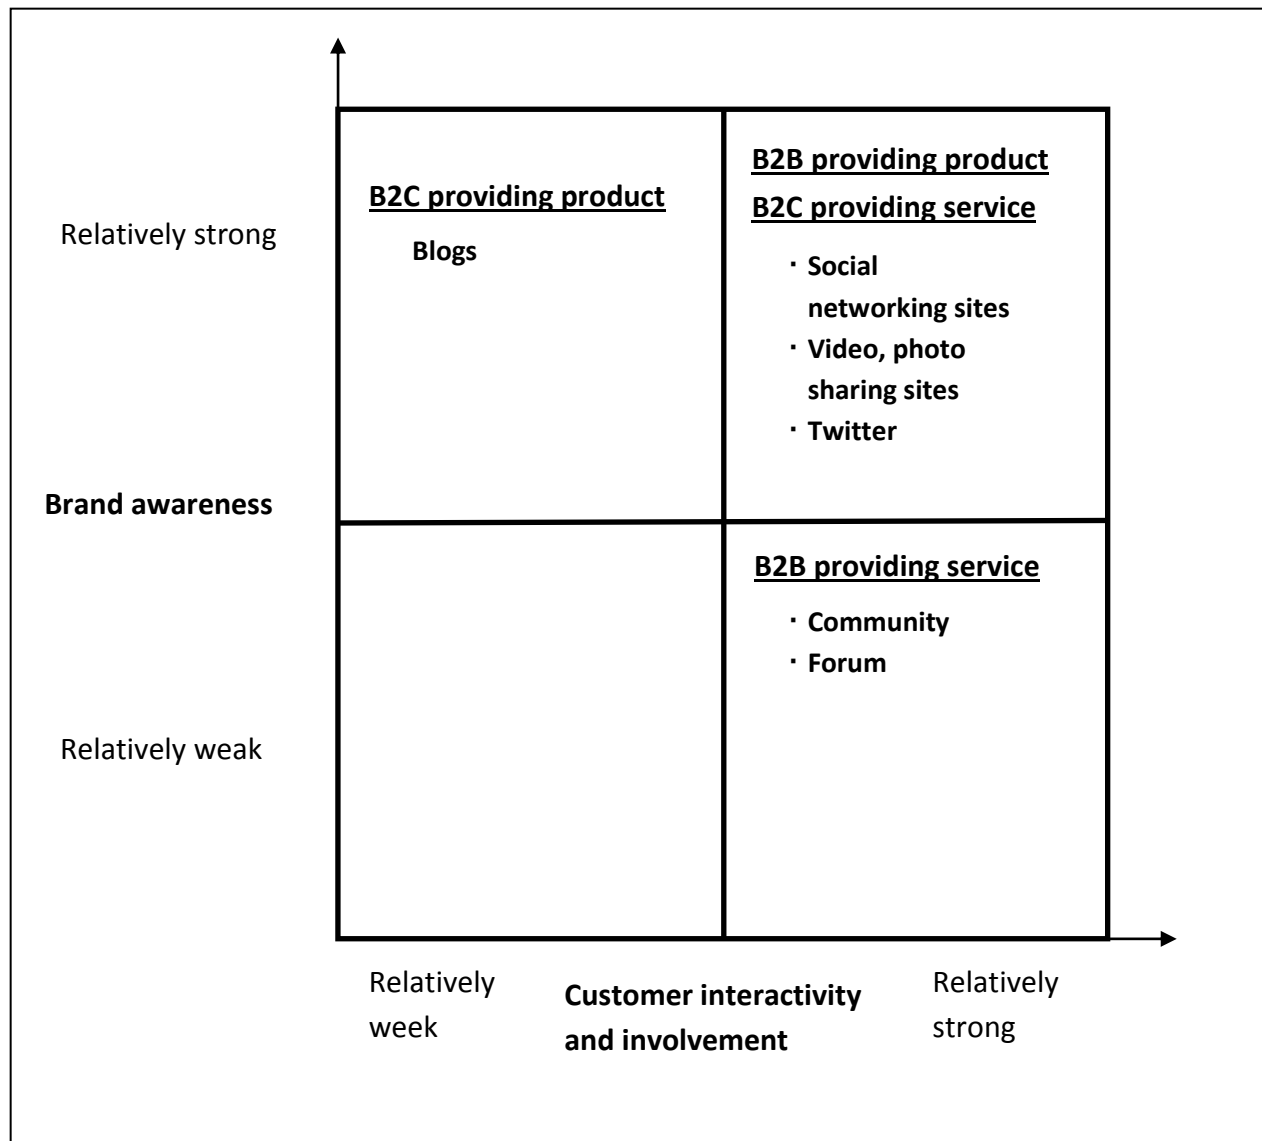 B2C providing product
Blogs
B2B providing product
B2C providing service
・Social
networking sites
・Video, photo
sharing sites
・Twitter
Relatively strong
Brand awareness
B2B providing service
・Community
・Forum
Relatively weak
Relatively
week
Customer interactivity
and involvement
Relatively
strong